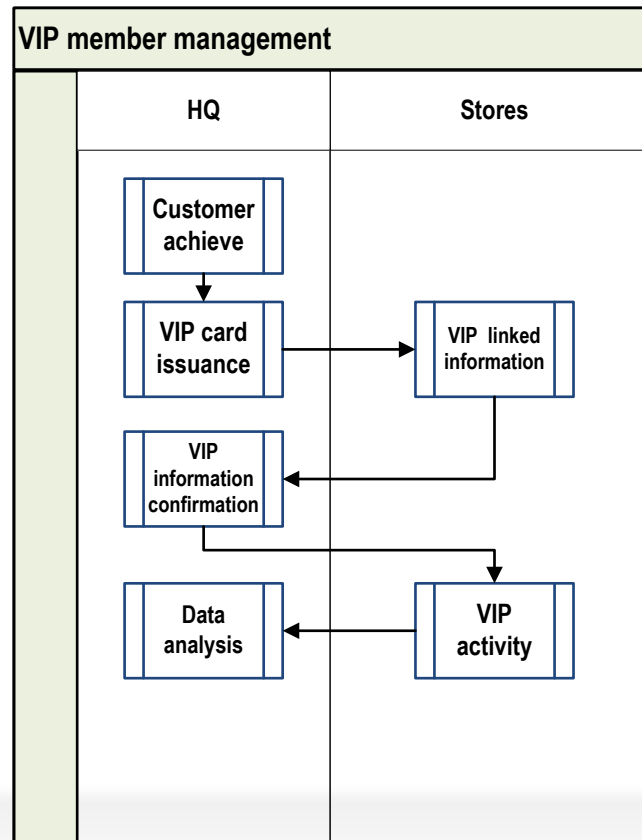 VIP member management
HQ
Stores
Customer
achieve
VIP card
issuance
VIP linked
information
VIP
information
confirmation
Data
analysis
VIP
activity